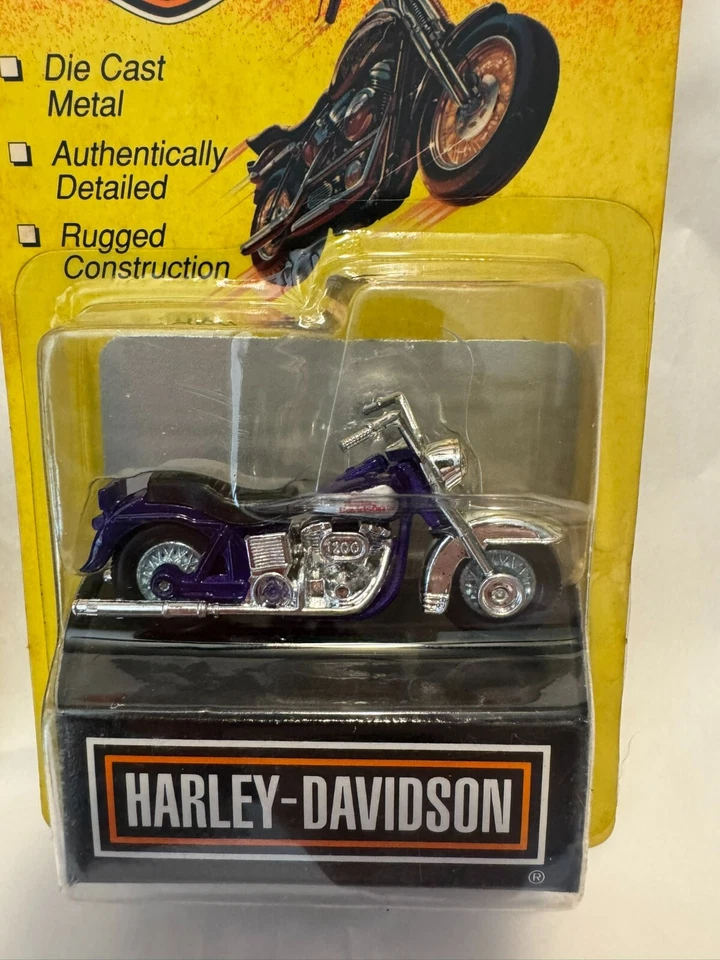 Die Cast
Metal
Authentically
Detailed
Rugged
Construction
1200
HARLEY-DAVIDSON
®